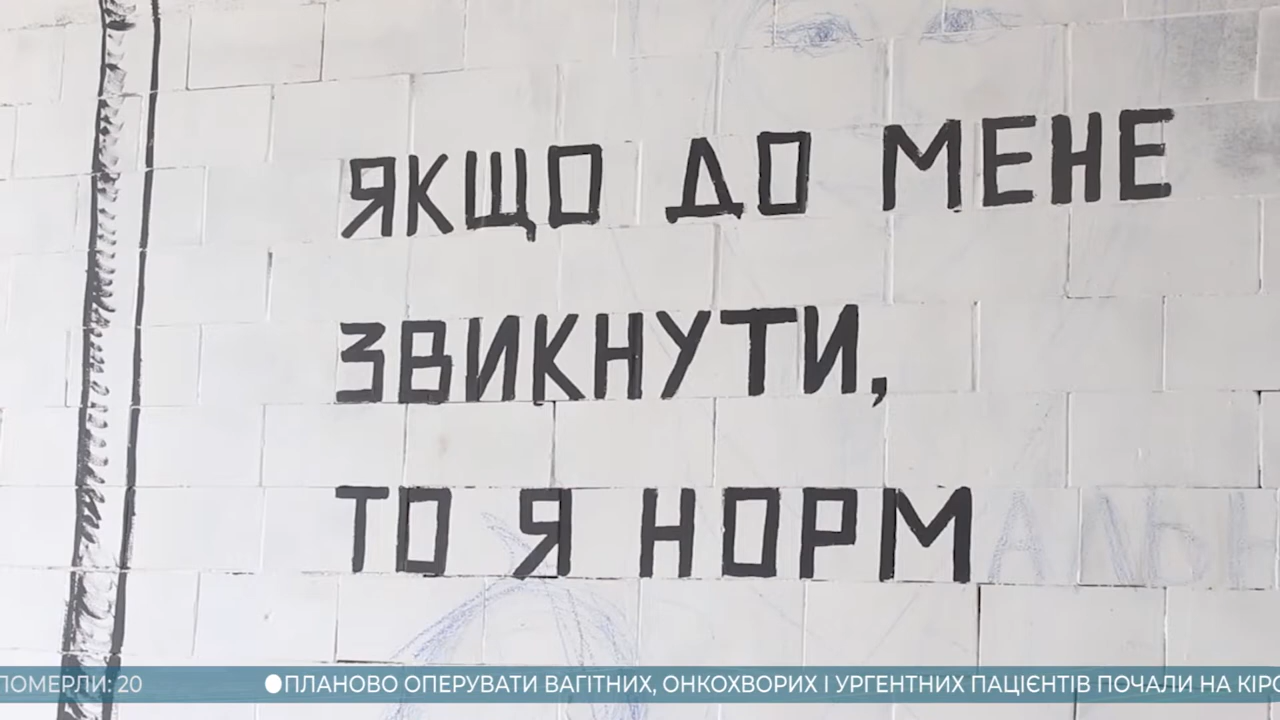 ЯКЩО ДО МЕНЕ
ЗВИКНУТИ,
ТО Я НОРМ
ПОМЕРЛИ: 20 ●ПЛАНОВО ОПЕРУВАТИ ВАГІТНИХ, ОНКОХВОРИХ І УРГЕНТНИХ ПАЦІЄНТІВ ПОЧАЛИ НА